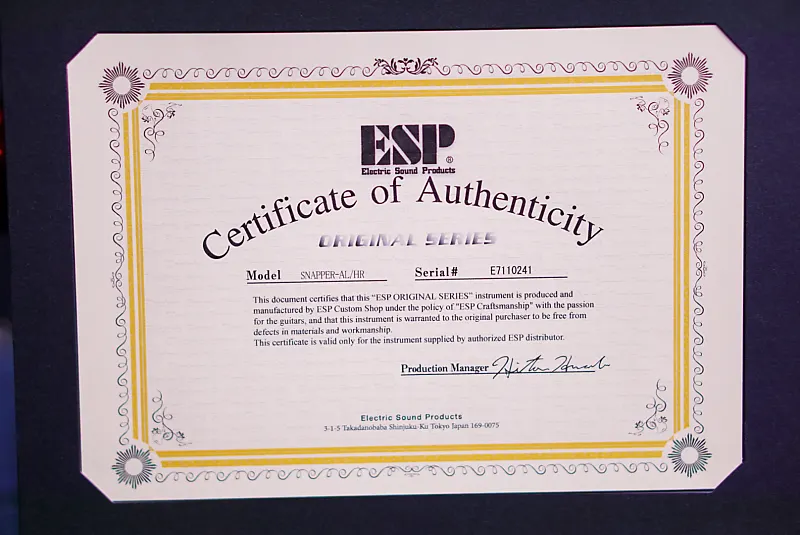 ESP®
Electric Sound Products
Certificate of Authenticity
ORIGINAL SERIES
Model SNAPPER-AL/HR Serial# E7110241
This document certifies that this "ESP ORIGINAL SERIES" instrument is produced and
manufactured by ESP Custom Shop under the policy of "ESP Craftsmanship" with the passion
for the guitars, and that this instrument is warranted to the original purchaser to be free from
defects in materials and workmanship.
This certificate is valid only for the instrument supplied by authorized ESP distributor.
Production Manager
Electric Sound Products
3-1-5 Takadanobaba Shinjuku-Ku Tokyo Japan 169-0075